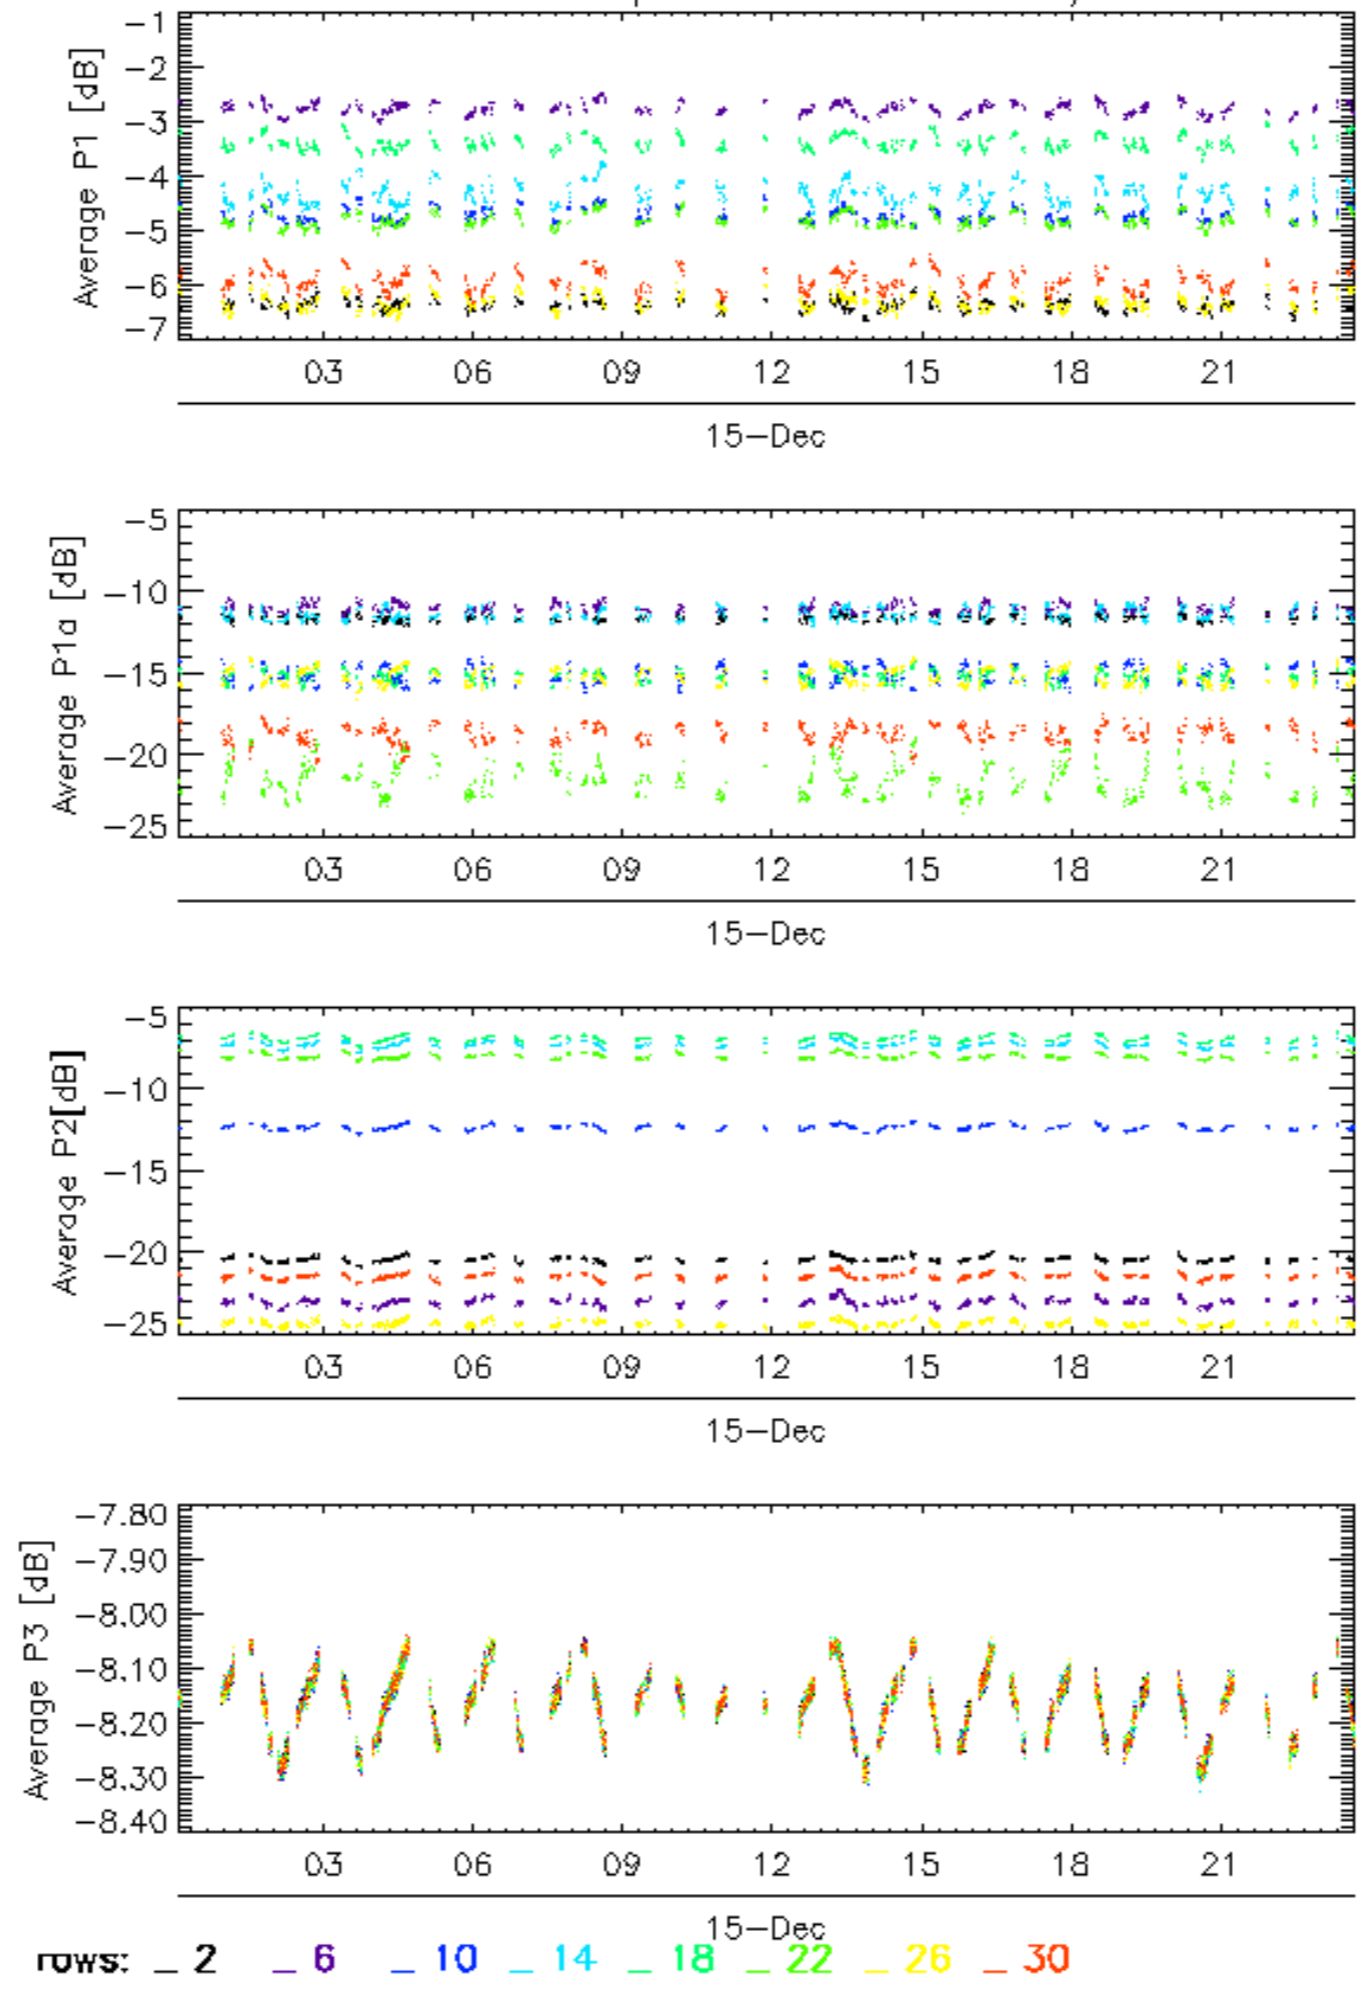 Average P1 [dB]
−1
−2
−3
−4
−5
−6
−7
03 06 09 12 15 18 21
15−Dec
Average P1a [dB]
−5
−10
−15
−20
−25
03 06 09 12 15 18 21
15−Dec
Average P2[dB]
−5
−10
−15
−20
−25
03 06 09 12 15 18 21
15−Dec
Average P3 [dB]
−7.80
−7.90
−8.00
−8.10
−8.20
−8.30
−8.40
03 06 09 12 15 18 21
15−Dec
rows: _ 2 _ 6 _ 10 _ 14 _ 18 _ 22 _ 26 _ 30